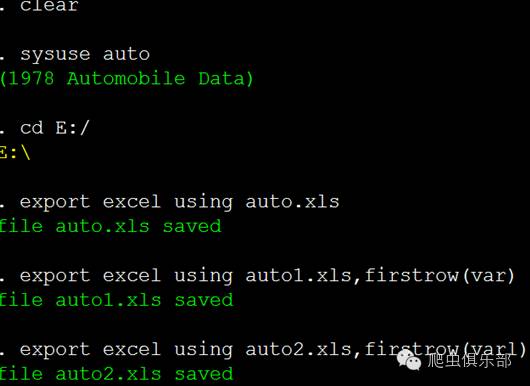 . clear
. sysuse auto
(1978 Automobile Data)
. cd E:/
E:\
. export excel using auto.xls
file auto.xls saved
. export excel using auto1.xls,firstrow(var)
file auto1.xls saved
. export excel using auto2.xls,firstrow(varl)
file auto2.xls saved
爬虫俱乐部